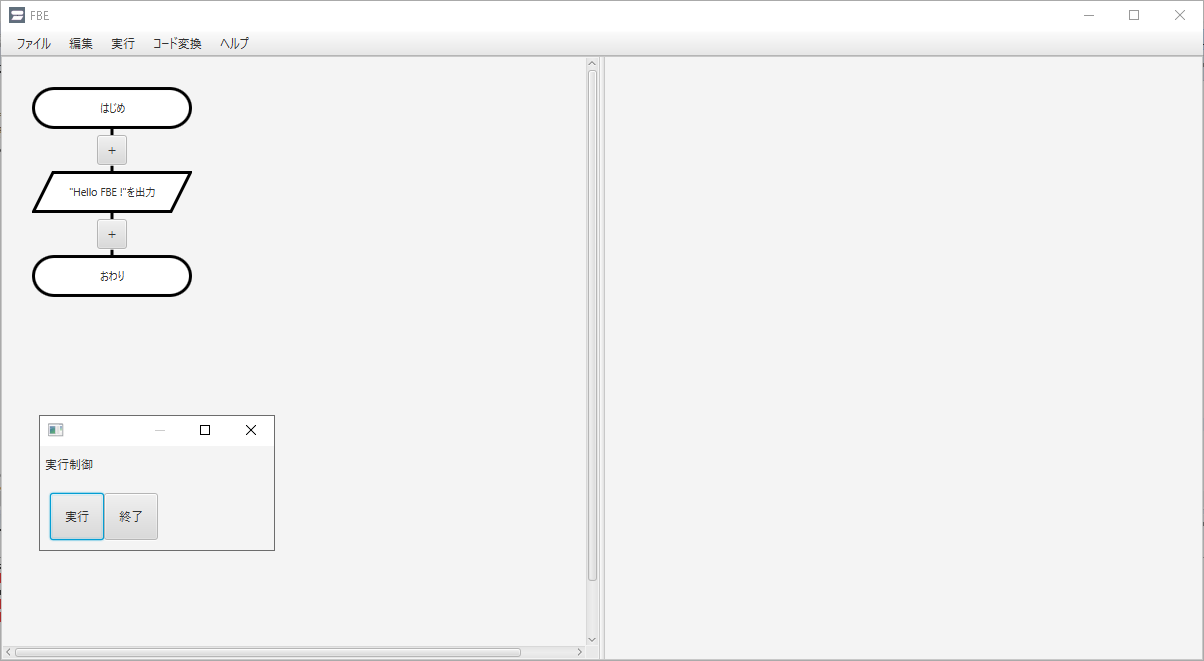 FBE
ファイル 編集 実行 コード変換 ヘルプ
はじめ
+
"Hello FBE !"を出力
+
おわり
実行制御
実行 終了